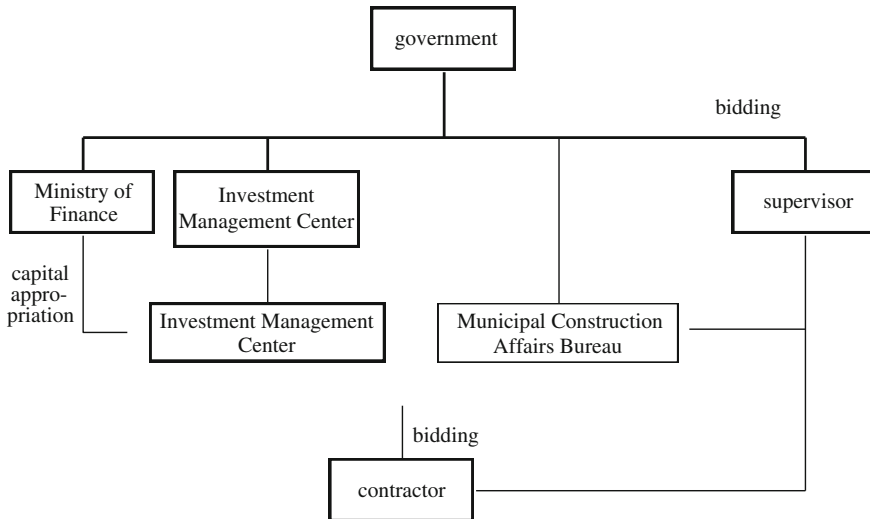 government
bidding
Ministry of
Finance
Investment
Management Center
supervisor
capital
appro-
priation
Investment Management
Center
Municipal Construction
Affairs Bureau
bidding
contractor